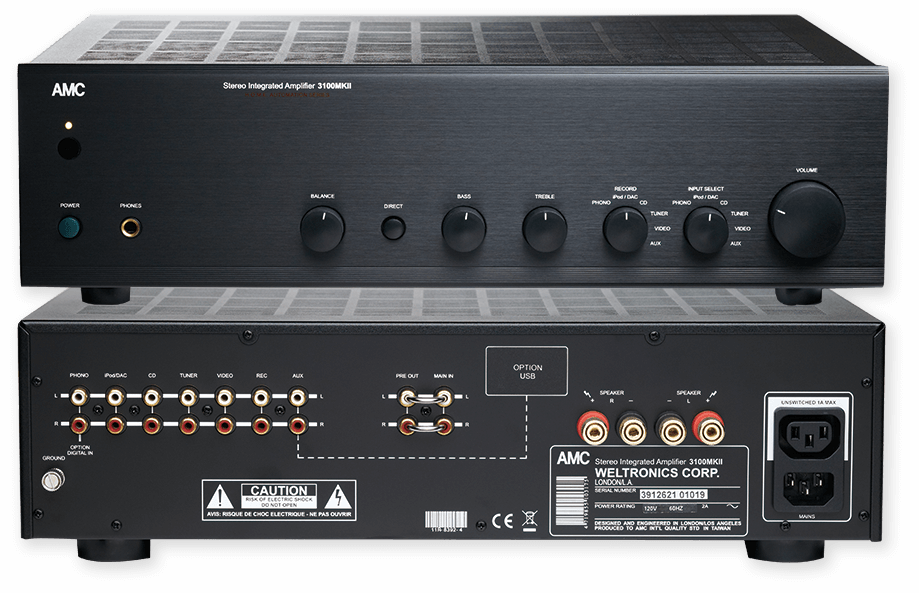 AMC
Stereo Integrated Amplifier 3100MKII
POWER
PHONES
BALANCE
DIRECT
BASS
TREBLE
RECORD
iPod / DAC
PHONO CD
TUNER
VIDEO
AUX
INPUT SELECT
iPod / DAC
PHONO CD
TUNER
VIDEO
AUX
VOLUME
PHONO iPod/DAC CD TUNER VIDEO REC AUX
L L
R R
OPTION
DIGITAL IN
GROUND
PRE OUT MAIN IN
L L
R R
OPTION
USB
SPEAKER
+ R −
SPEAKER
− L +
UNSWITCHED 1A MAX
MAINS
CAUTION
RISK OF ELECTRIC SHOCK
DO NOT OPEN
AVIS: RISQUE DE CHOC ELECTRIQUE - NE PAS OUVRIR
CE
AMC Stereo Integrated Amplifier 3100MKII
WELTRONICS CORP.
LONDON/L.A.
SERIAL NUMBER 3912621 01019
POWER RATING 120V 60HZ 2A
DESIGNED AND ENGINEERED IN LONDON/LOS ANGELES
PRODUCED TO AMC INT'L QUALITY STD IN TAIWAN